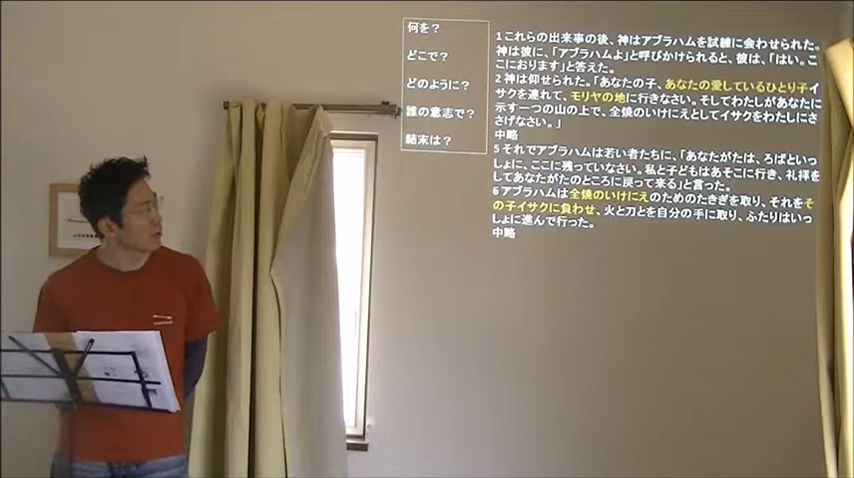 何を？
どこで？
どのように？
誰の意志で？
結末は？
1 これらの出来事の後、神はアブラハムを試練に会わせられた。
神は彼に、「アブラハムよ」と呼びかけられると、彼は、「はい。こ
こにおります」と答えた。
2 神は仰せられた。「あなたの子、あなたの愛しているひとり子イ
サクを連れて、モリヤの地に行きなさい。そしてわたしがあなたに
示す一つの山の上で、全焼のいけにえとしてイサクをわたしにさ
さげなさい。」
中略
5 それでアブラハムは若い者たちに、「あなたがたは、ろばといっ
しょに、ここに残っていなさい。私と子どもはあそこに行き、礼拝を
してあなたがたのところに戻って来る」と言った。
6 アブラハムは全焼のいけにえのためのたきぎを取り、それをそ
の子イサクに負わせ、火と刀とを自分の手に取り、ふたりはいっ
しょに進んで行った。
中略